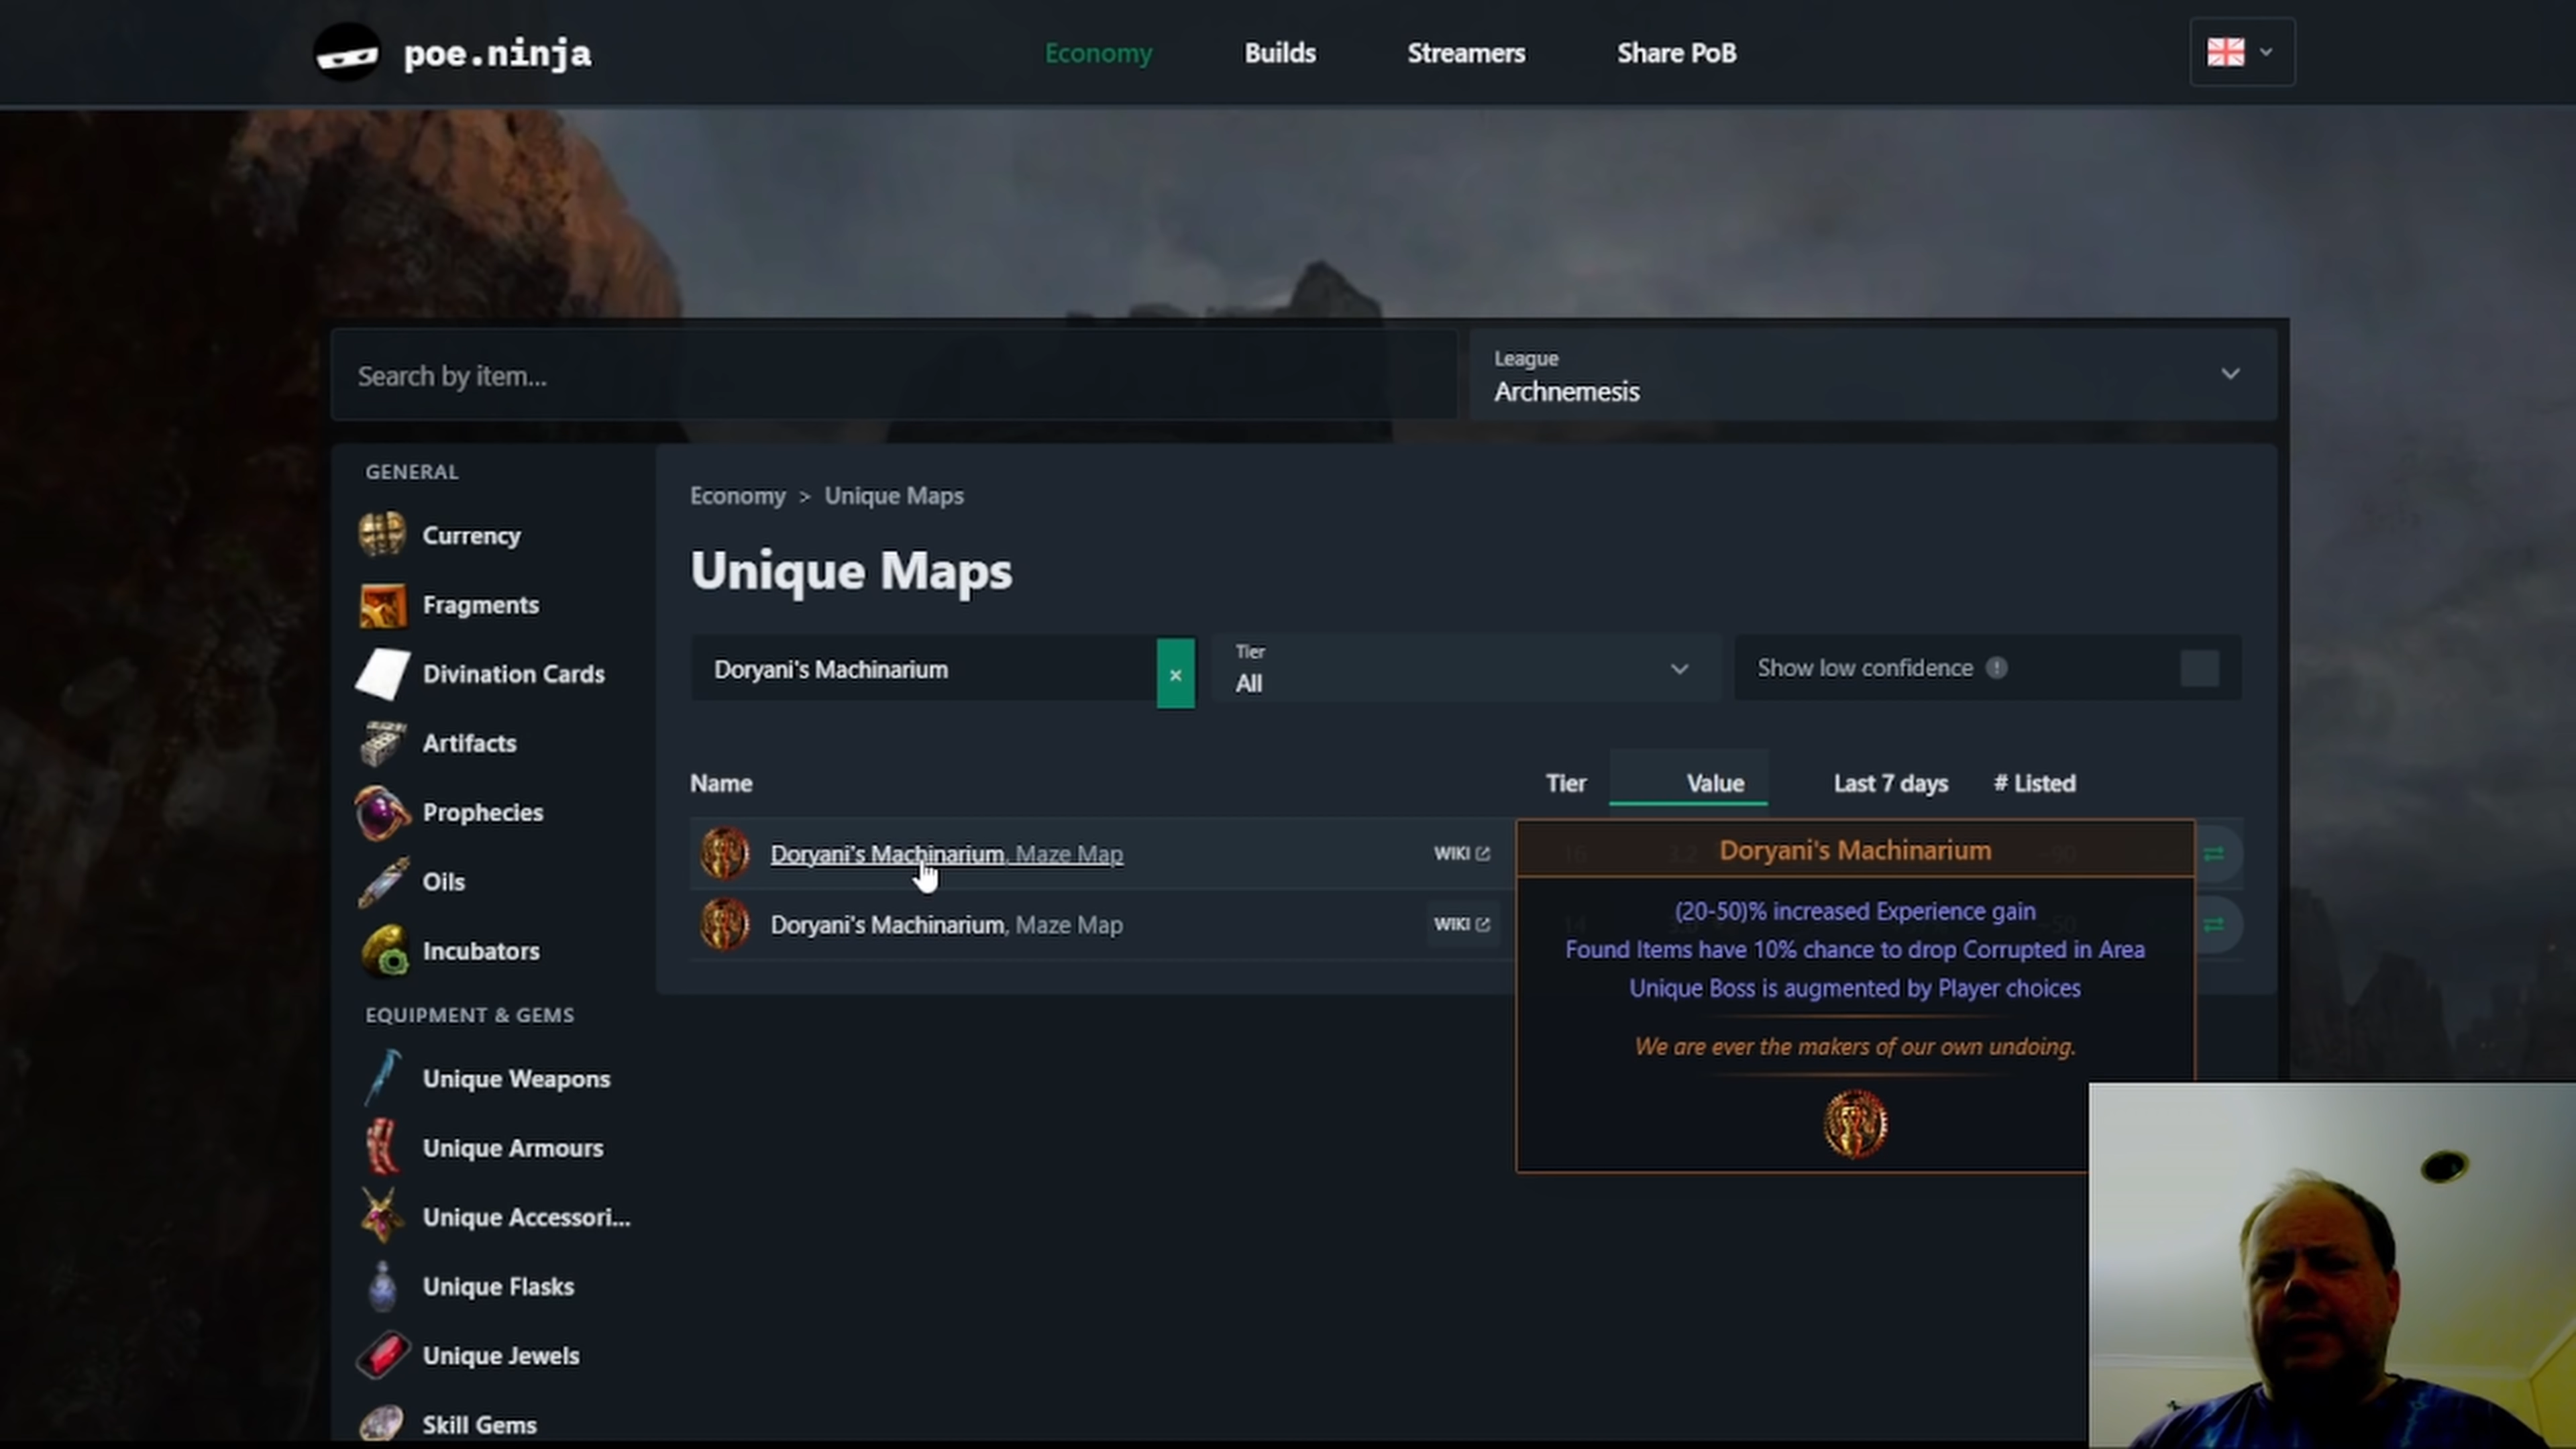 poe.ninja
Economy
Builds
Streamers
Share PoB
Search by item...
League
Archnemesis
GENERAL
Currency
Fragments
Divination Cards
Artifacts
Prophecies
Oils
Incubators
EQUIPMENT & GEMS
Unique Weapons
Unique Armours
Unique Accessori...
Unique Flasks
Unique Jewels
Skill Gems
Economy > Unique Maps
Unique Maps
Doryani's Machinarium
×
Tier
All
Show low confidence
Name Tier Value Last 7 days # Listed
Doryani's Machinarium, Maze Map WIKI
Doryani's Machinarium, Maze Map WIKI
Doryani's Machinarium
(20-50)% increased Experience gain
Found Items have 10% chance to drop Corrupted in Area
Unique Boss is augmented by Player choices
We are ever the makers of our own undoing.